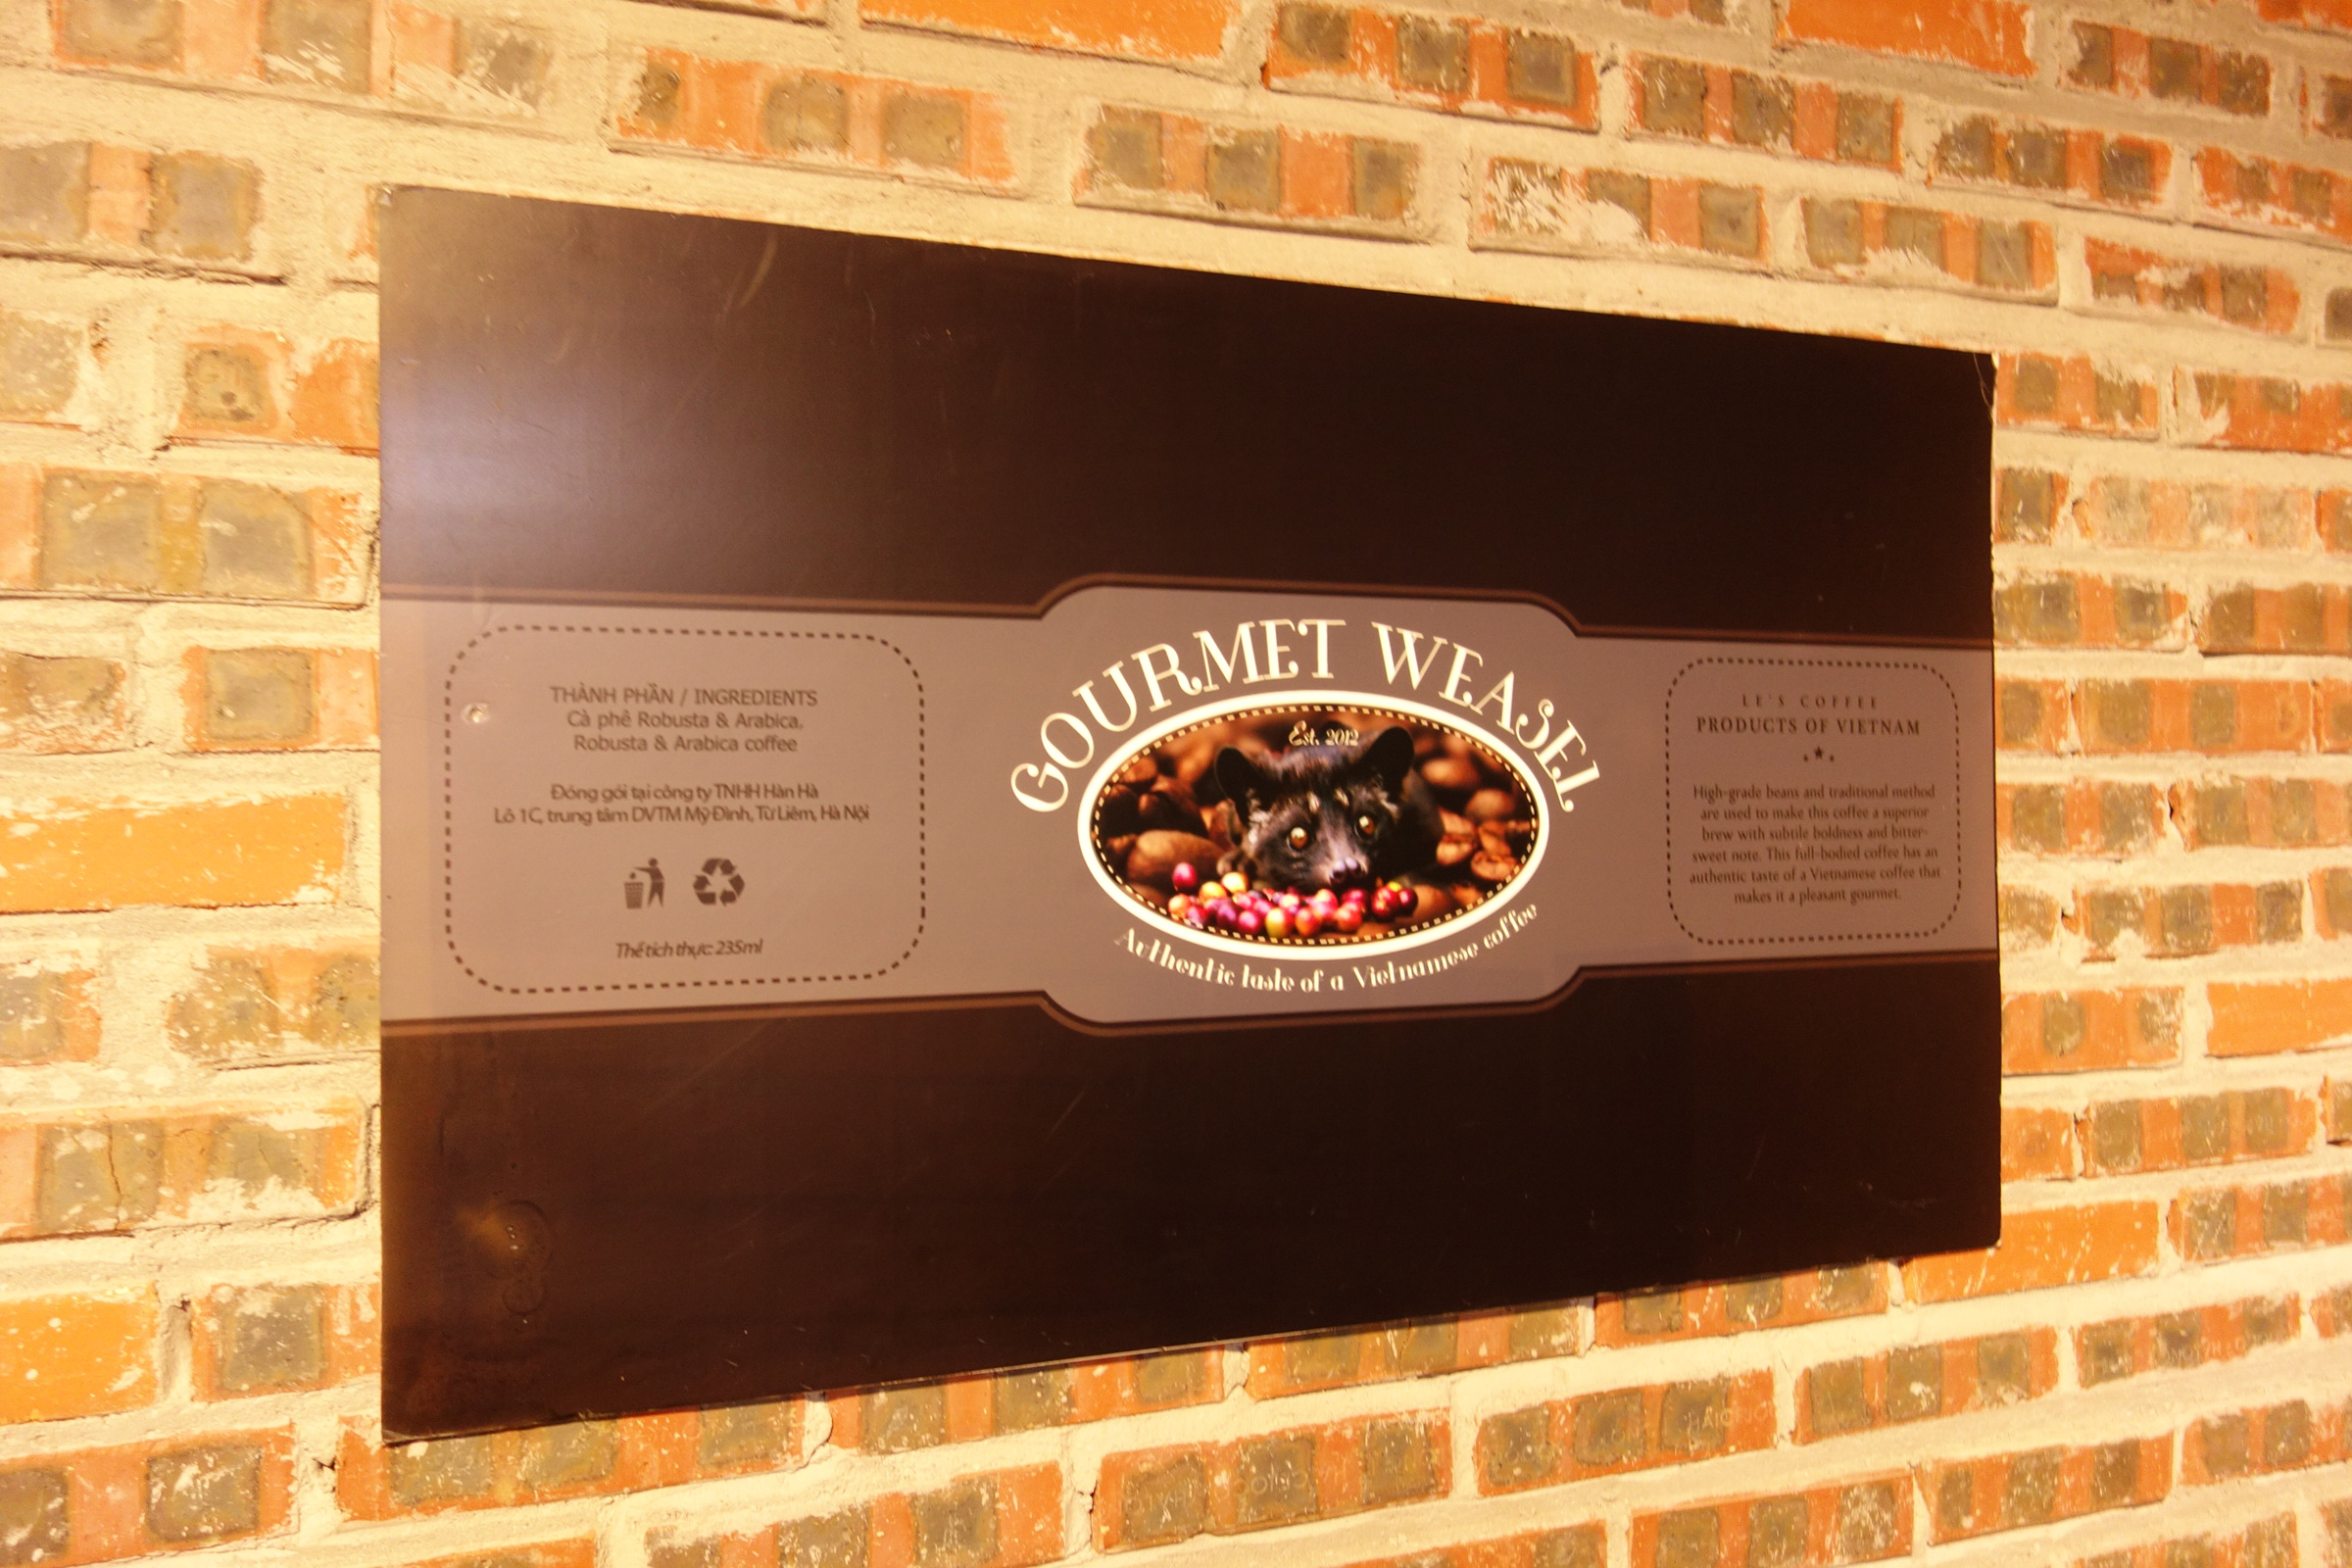 THÀNH PHẦN / INGREDIENTS
Cà phê Robusta & Arabica,
Robusta & Arabica coffee
Đóng gói tại công ty TNHH Hàn Hà
Lô 1C, trung tâm DVTM Mỹ Đình, Từ Liêm, Hà Nội
Thể tích thực: 235ml
GOURMET WEASEL
Est. 2012
Authentic taste of a Vietnamese coffee
LE'S COFFEE
PRODUCTS OF VIETNAM
High-grade beans and traditional method
are used to make this coffee a superior
brew with subtile boldness and bitter-
sweet note. This full-bodied coffee has an
authentic taste of a Vietnamese coffee that
makes it a pleasant gourmet.